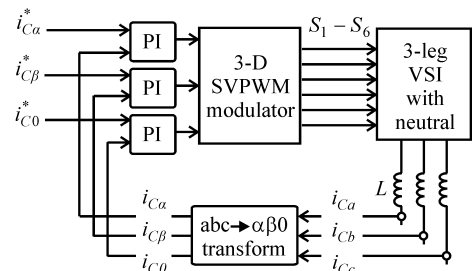 i*Cα
i*Cβ
i*C0
PI
PI
PI
3-D
SVPWM
modulator
S1 – S6
3-leg
VSI
with
neutral
L
iCα
iCβ
iC0
abc→αβ0
transform
iCa
iCb
iCc